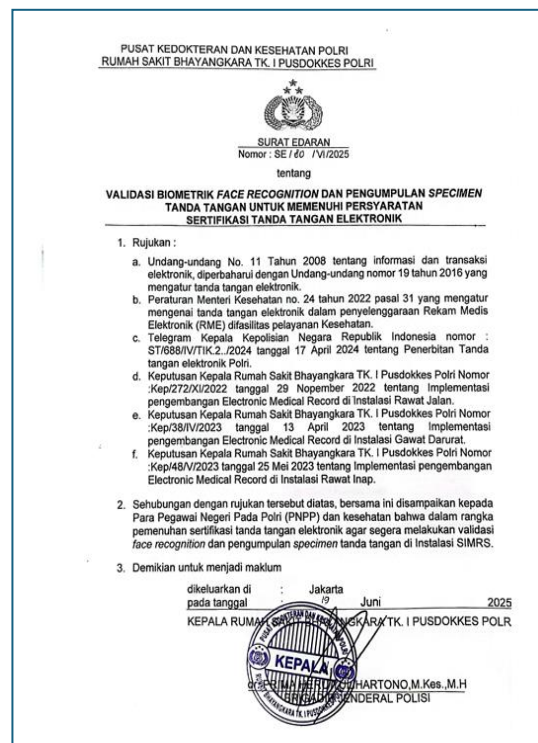 PUSAT KEDOKTERAN DAN KESEHATAN POLRI
RUMAH SAKIT BHAYANGKARA TK. I PUSDOKKES POLRI
SURAT EDARAN
Nomor : SE / 80 / VI/2025
tentang
VALIDASI BIOMETRIK FACE RECOGNITION DAN PENGUMPULAN SPECIMEN
TANDA TANGAN UNTUK MEMENUHI PERSYARATAN
SERTIFIKASI TANDA TANGAN ELEKTRONIK
1. Rujukan :
a. Undang-undang No. 11 Tahun 2008 tentang informasi dan transaksi
elektronik, diperbaharui dengan Undang-undang nomor 19 tahun 2016 yang
mengatur tanda tangan elektronik.
b. Peraturan Menteri Kesehatan no. 24 tahun 2022 pasal 31 yang mengatur
mengenai tanda tangan elektronik dalam penyelenggaraan Rekam Medis
Elektronik (RME) difasilitas pelayanan Kesehatan.
c. Telegram Kepala Kepolisian Negara Republik Indonesia nomor :
ST/688/IV/TIK.2../2024 tanggal 17 April 2024 tentang Penerbitan Tanda
tangan elektronik Polri.
d. Keputusan Kepala Rumah Sakit Bhayangkara TK. I Pusdokkes Polri Nomor
:Kep/272/XI/2022 tanggal 29 Nopember 2022 tentang Implementasi
pengembangan Electronic Medical Record di Instalasi Rawat Jalan.
e. Keputusan Kepala Rumah Sakit Bhayangkara TK. I Pusdokkes Polri Nomor
:Kep/38/IV/2023 tanggal 13 April 2023 tentang Implementasi
pengembangan Electronic Medical Record di Instalasi Gawat Darurat.
f. Keputusan Kepala Rumah Sakit Bhayangkara TK. I Pusdokkes Polri Nomor
:Kep/48/V/2023 tanggal 25 Mei 2023 tentang Implementasi pengembangan
Electronic Medical Record di Instalasi Rawat Inap.
2. Sehubungan dengan rujukan tersebut diatas, bersama ini disampaikan kepada
Para Pegawai Negeri Pada Polri (PNPP) dan kesehatan bahwa dalam rangka
pemenuhan sertifikasi tanda tangan elektronik agar segera melakukan validasi
face recognition dan pengumpulan specimen tanda tangan di Instalasi SIMRS.
3. Demikian untuk menjadi maklum
dikeluarkan di : Jakarta
pada tanggal : 19 Juni 2025
KEPALA RUMAH SAKIT BHAYANGKARA TK. I PUSDOKKES POLR
KEPALA
HARTONO,M.Kes.,M.H
JENDERAL POLISI